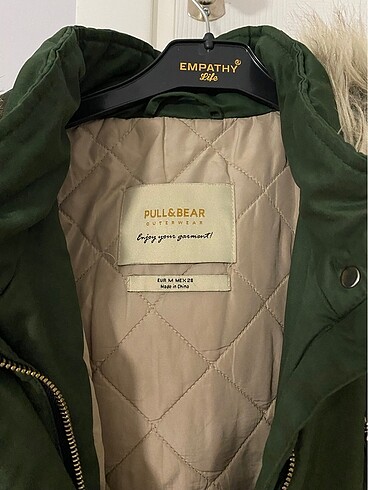 EMPATHY®
Life
PULL&BEAR
OUTERWEAR
Enjoy your garment!
EUR M MEX 28
Made in China